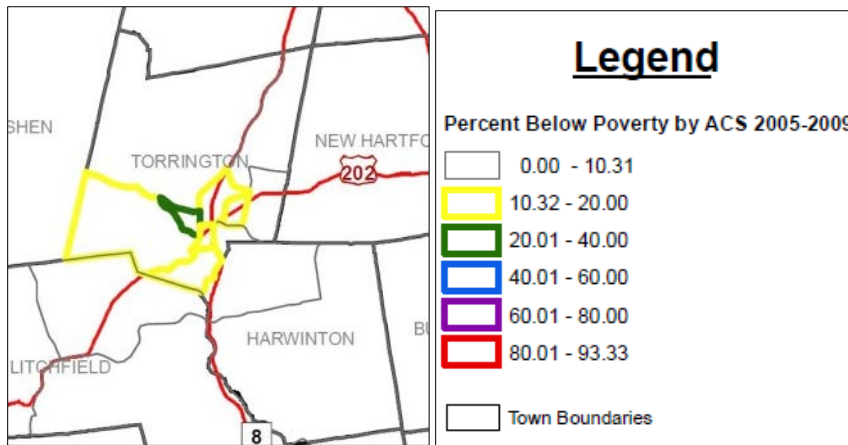 SHEN
TORRINGTON
NEW HARTFO
202
HARWINTON
BU
LITCHFIELD
8
Legend
Percent Below Poverty by ACS 2005-2009
0.00 - 10.31
10.32 - 20.00
20.01 - 40.00
40.01 - 60.00
60.01 - 80.00
80.01 - 93.33
Town Boundaries